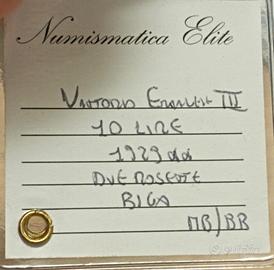 Numismatica Elite
VITTORIO EMANUELE III
10 LIRE
1929 **
DUE ROSETTE
BIGA
MB/BB